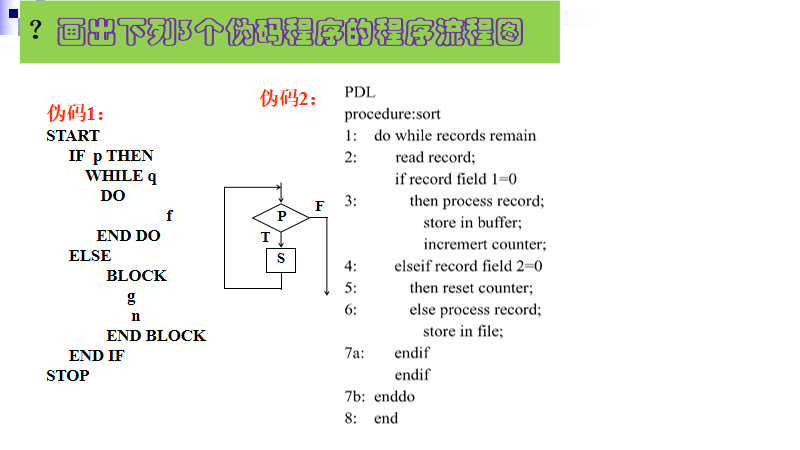 ? 画出下列3个伪码程序的程序流程图
伪码1：
START
IF p THEN
WHILE q
DO
f
END DO
ELSE
BLOCK
g
n
END BLOCK
END IF
STOP
P
F
T
S
伪码2：
PDL
procedure:sort
1: do while records remain
2: read record;
if record field 1=0
3: then process record;
store in buffer;
incremert counter;
4: elseif record field 2=0
5: then reset counter;
6: else process record;
store in file;
7a: endif
endif
7b: enddo
8: end